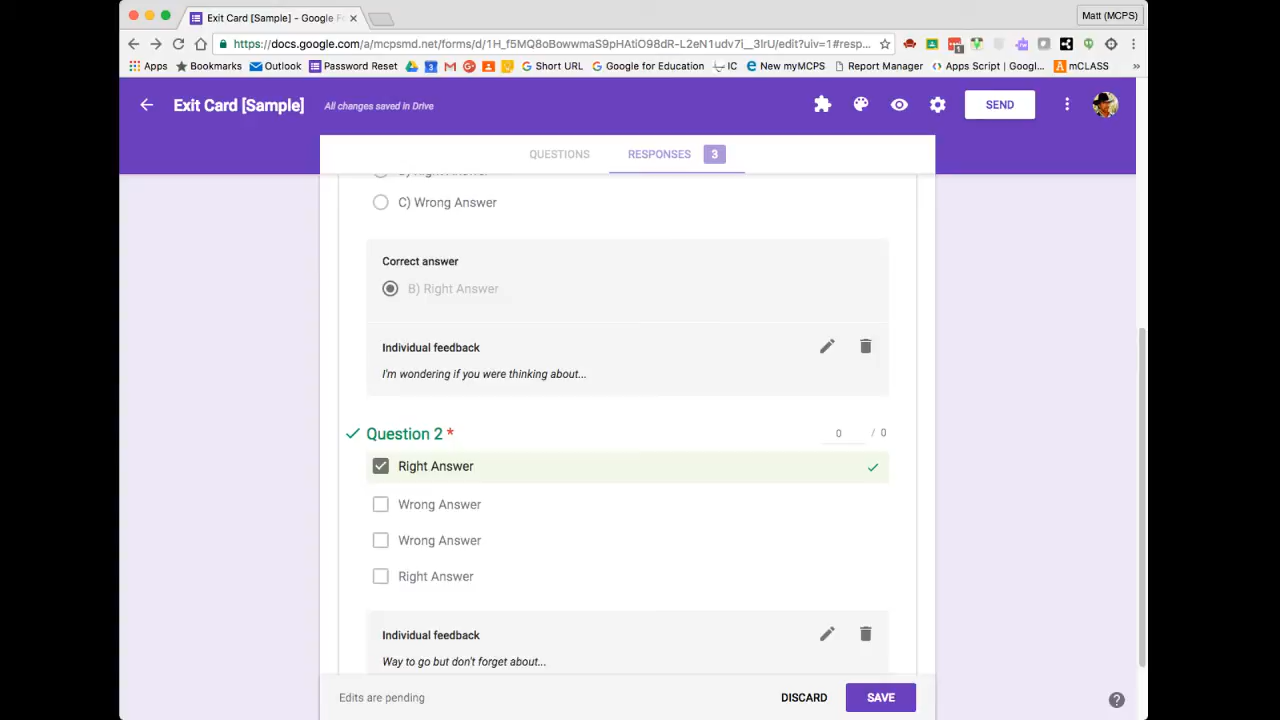 Exit Card [Sample] - Google F
Matt (MCPS)
https://docs.google.com/a/mcpsmd.net/forms/d/1H_f5MQ8oBowwmaS9pHAtiO98dR-L2eN1udv7i__3lrU/edit?uiv=1#resp...
Apps Bookmarks Outlook Password Reset Short URL Google for Education IC New myMCPS Report Manager Apps Script | Googl... mCLASS »
Exit Card [Sample] All changes saved in Drive SEND
QUESTIONS RESPONSES 3
C) Wrong Answer
Correct answer
B) Right Answer
Individual feedback
I'm wondering if you were thinking about...
Question 2 * 0 / 0
Right Answer
Wrong Answer
Wrong Answer
Right Answer
Individual feedback
Way to go but don't forget about...
Edits are pending DISCARD SAVE